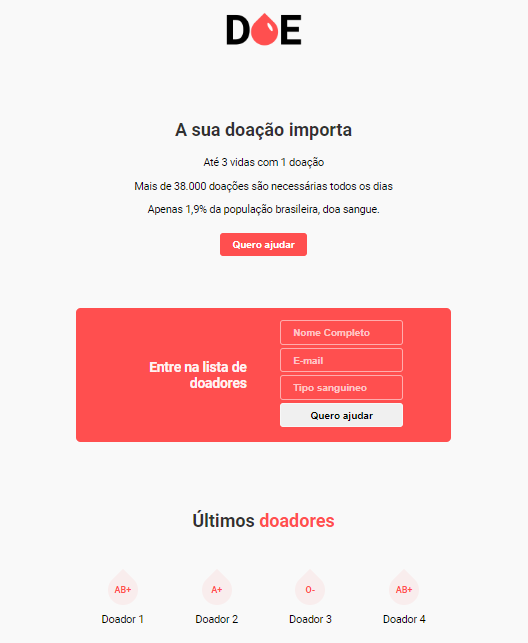 DOE
A sua doação importa
Até 3 vidas com 1 doação
Mais de 38.000 doações são necessárias todos os dias
Apenas 1,9% da população brasileira, doa sangue.
Quero ajudar
Entre na lista de
doadores
Nome Completo
E-mail
Tipo sanguineo
Quero ajudar
Últimos doadores
AB+
A+
O-
AB+
Doador 1
Doador 2
Doador 3
Doador 4